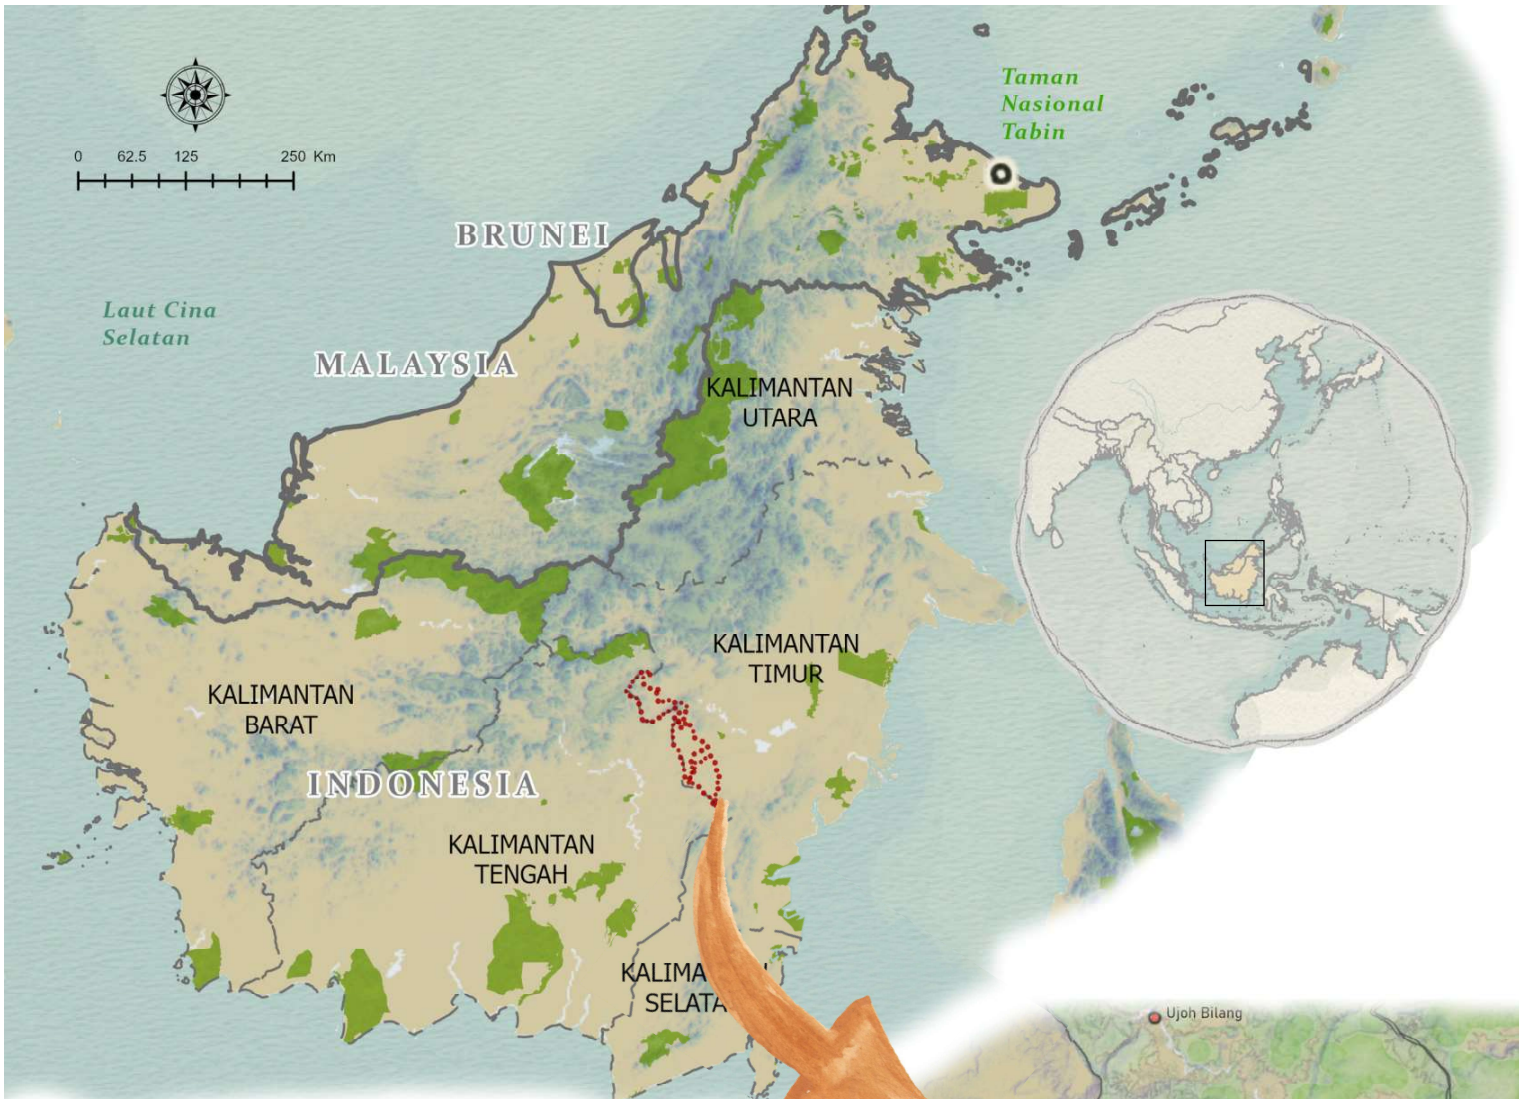 Taman
Nasional
Tabin
0 62.5 125 250 Km
BRUNEI
Laut Cina
Selatan
MALAYSIA
KALIMANTAN
UTARA
KALIMANTAN
TIMUR
KALIMANTAN
BARAT
INDONESIA
KALIMANTAN
TENGAH
KALIMA
SELATA
Ujoh Bilang